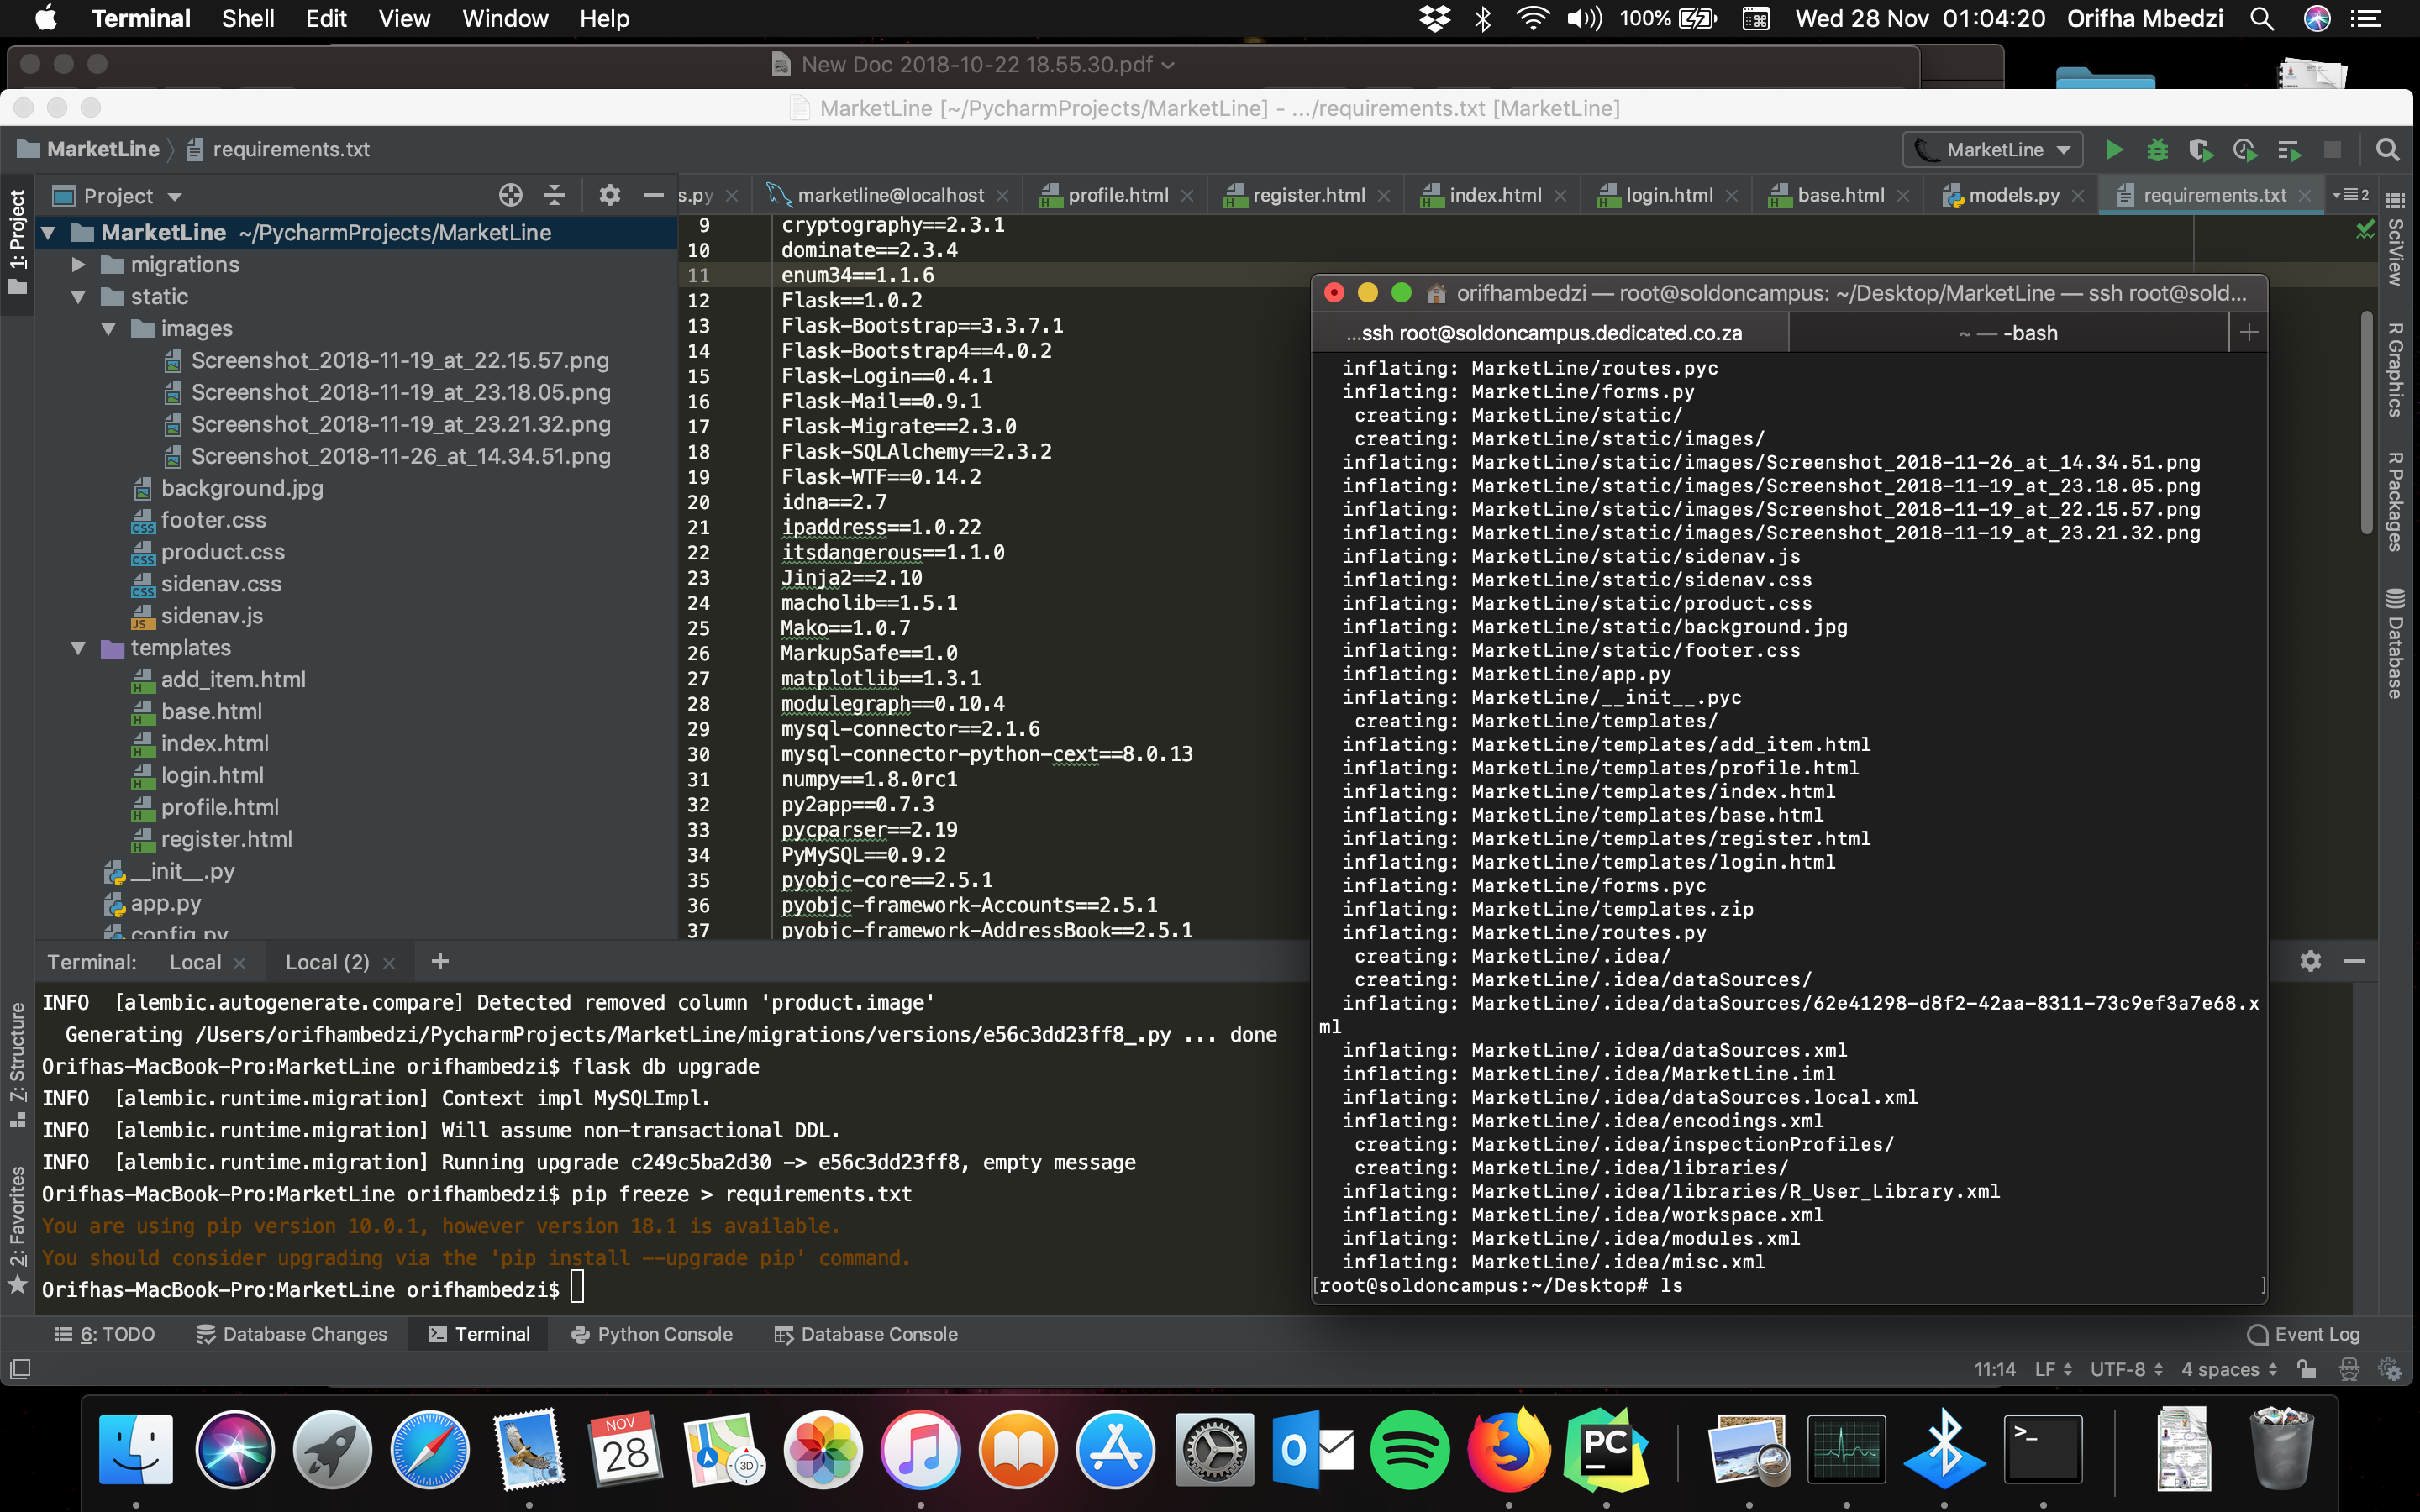 Terminal Shell Edit View Window Help 100% Wed 28 Nov 01:04:20 Orifha Mbedzi
New Doc 2018-10-22 18.55.30.pdf
MarketLine [~/PycharmProjects/MarketLine] - .../requirements.txt [MarketLine]
MarketLine requirements.txt MarketLine
Project
s.py marketline@localhost profile.html register.html index.html login.html base.html models.py requirements.txt 2
1: Project
7: Structure
2: Favorites
MarketLine ~/PycharmProjects/MarketLine
migrations
static
images
Screenshot_2018-11-19_at_22.15.57.png
Screenshot_2018-11-19_at_23.18.05.png
Screenshot_2018-11-19_at_23.21.32.png
Screenshot_2018-11-26_at_14.34.51.png
background.jpg
footer.css
product.css
sidenav.css
sidenav.js
templates
add_item.html
base.html
index.html
login.html
profile.html
register.html
__init__.py
app.py
config.py
9 cryptography==2.3.1
10 dominate==2.3.4
11 enum34==1.1.6
12 Flask==1.0.2
13 Flask-Bootstrap==3.3.7.1
14 Flask-Bootstrap4==4.0.2
15 Flask-Login==0.4.1
16 Flask-Mail==0.9.1
17 Flask-Migrate==2.3.0
18 Flask-SQLAlchemy==2.3.2
19 Flask-WTF==0.14.2
20 idna==2.7
21 ipaddress==1.0.22
22 itsdangerous==1.1.0
23 Jinja2==2.10
24 macholib==1.5.1
25 Mako==1.0.7
26 MarkupSafe==1.0
27 matplotlib==1.3.1
28 modulegraph==0.10.4
29 mysql-connector==2.1.6
30 mysql-connector-python-cext==8.0.13
31 numpy==1.8.0rc1
32 py2app==0.7.3
33 pycparser==2.19
34 PyMySQL==0.9.2
35 pyobjc-core==2.5.1
36 pyobjc-framework-Accounts==2.5.1
37 pyobjc-framework-AddressBook==2.5.1
SciView
R Graphics
R Packages
Database
orifhambedzi — root@soldoncampus: ~/Desktop/MarketLine — ssh root@sold...
...ssh root@soldoncampus.dedicated.co.za ~ — -bash
inflating: MarketLine/routes.pyc
inflating: MarketLine/forms.py
creating: MarketLine/static/
creating: MarketLine/static/images/
inflating: MarketLine/static/images/Screenshot_2018-11-26_at_14.34.51.png
inflating: MarketLine/static/images/Screenshot_2018-11-19_at_23.18.05.png
inflating: MarketLine/static/images/Screenshot_2018-11-19_at_22.15.57.png
inflating: MarketLine/static/images/Screenshot_2018-11-19_at_23.21.32.png
inflating: MarketLine/static/sidenav.js
inflating: MarketLine/static/sidenav.css
inflating: MarketLine/static/product.css
inflating: MarketLine/static/background.jpg
inflating: MarketLine/static/footer.css
inflating: MarketLine/app.py
inflating: MarketLine/__init__.pyc
creating: MarketLine/templates/
inflating: MarketLine/templates/add_item.html
inflating: MarketLine/templates/profile.html
inflating: MarketLine/templates/index.html
inflating: MarketLine/templates/base.html
inflating: MarketLine/templates/register.html
inflating: MarketLine/templates/login.html
inflating: MarketLine/forms.pyc
inflating: MarketLine/templates.zip
inflating: MarketLine/routes.py
creating: MarketLine/.idea/
creating: MarketLine/.idea/dataSources/
inflating: MarketLine/.idea/dataSources/62e41298-d8f2-42aa-8311-73c9ef3a7e68.x
ml
inflating: MarketLine/.idea/dataSources.xml
inflating: MarketLine/.idea/MarketLine.iml
inflating: MarketLine/.idea/dataSources.local.xml
inflating: MarketLine/.idea/encodings.xml
creating: MarketLine/.idea/inspectionProfiles/
creating: MarketLine/.idea/libraries/
inflating: MarketLine/.idea/libraries/R_User_Library.xml
inflating: MarketLine/.idea/workspace.xml
inflating: MarketLine/.idea/modules.xml
inflating: MarketLine/.idea/misc.xml
[root@soldoncampus:~/Desktop# ls ]
Terminal: Local Local (2) +
INFO [alembic.autogenerate.compare] Detected removed column 'product.image'
Generating /Users/orifhambedzi/PycharmProjects/MarketLine/migrations/versions/e56c3dd23ff8_.py ... done
Orifhas-MacBook-Pro:MarketLine orifhambedzi$ flask db upgrade
INFO [alembic.runtime.migration] Context impl MySQLImpl.
INFO [alembic.runtime.migration] Will assume non-transactional DDL.
INFO [alembic.runtime.migration] Running upgrade c249c5ba2d30 -> e56c3dd23ff8, empty message
Orifhas-MacBook-Pro:MarketLine orifhambedzi$ pip freeze > requirements.txt
You are using pip version 10.0.1, however version 18.1 is available.
You should consider upgrading via the 'pip install --upgrade pip' command.
Orifhas-MacBook-Pro:MarketLine orifhambedzi$
6: TODO Database Changes Terminal Python Console Database Console Event Log
11:14 LF UTF-8 4 spaces
NOV
28
3D
PC
>_